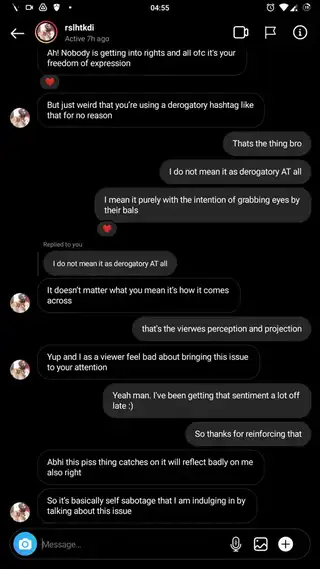 04:55
rslhtkdi
Active 7h ago
Ah! Nobody is getting into rights and all ofc it's your
freedom of expression
But just weird that you're using a derogatory hashtag like
that for no reason
Thats the thing bro
I do not mean it as derogatory AT all
I mean it purely with the intention of grabbing eyes by
their bals
Replied to you
I do not mean it as derogatory AT all
It doesn't matter what you mean it's how it comes
across
that's the vierwes perception and projection
Yup and I as a viewer feel bad about bringing this issue
to your attention
Yeah man. I've been getting that sentiment a lot off
late :)
So thanks for reinforcing that
Abhi this piss thing catches on it will reflect badly on me
also right
So it's basically self sabotage that I am indulging in by
talking about this issue
Message...